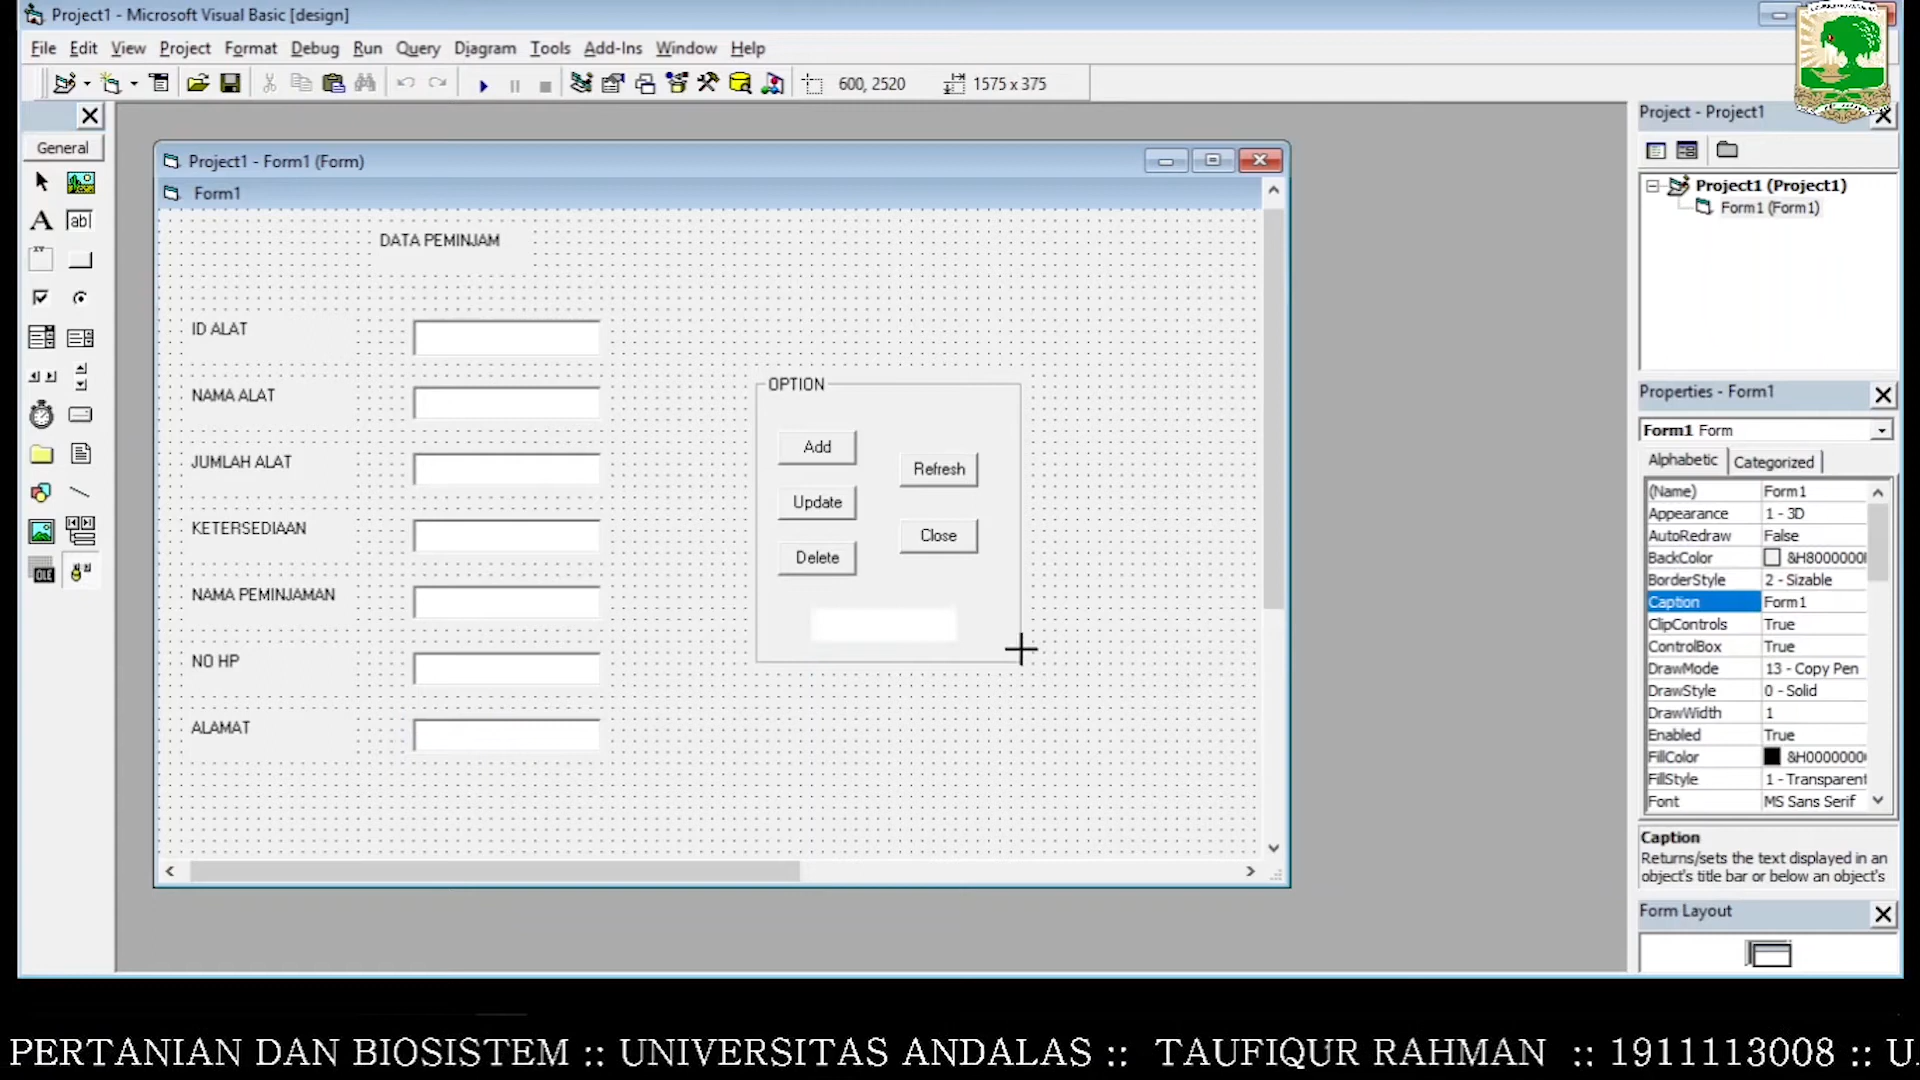 Project1 - Microsoft Visual Basic [design]
File Edit View Project Format Debug Run Query Diagram Tools Add-Ins Window Help
600, 2520 1575 x 375
General
Project1 - Form1 (Form)
Form1
DATA PEMINJAM
ID ALAT
NAMA ALAT
JUMLAH ALAT
KETERSEDIAAN
NAMA PEMINJAMAN
NO HP
ALAMAT
OPTION
Add
Update
Delete
Refresh
Close
Project - Project1
Project1 (Project1)
Form1 (Form1)
Properties - Form1
Form1 Form
Alphabetic Categorized
(Name) Form1
Appearance 1 - 3D
AutoRedraw False
BackColor &H8000000
BorderStyle 2 - Sizable
Caption Form1
ClipControls True
ControlBox True
DrawMode 13 - Copy Pen
DrawStyle 0 - Solid
DrawWidth 1
Enabled True
FillColor &H0000000
FillStyle 1 - Transparent
Font MS Sans Serif
Caption
Returns/sets the text displayed in an
object's title bar or below an object's
Form Layout
PERTANIAN DAN BIOSISTEM :: UNIVERSITAS ANDALAS :: TAUFIQUR RAHMAN :: 1911113008 :: U